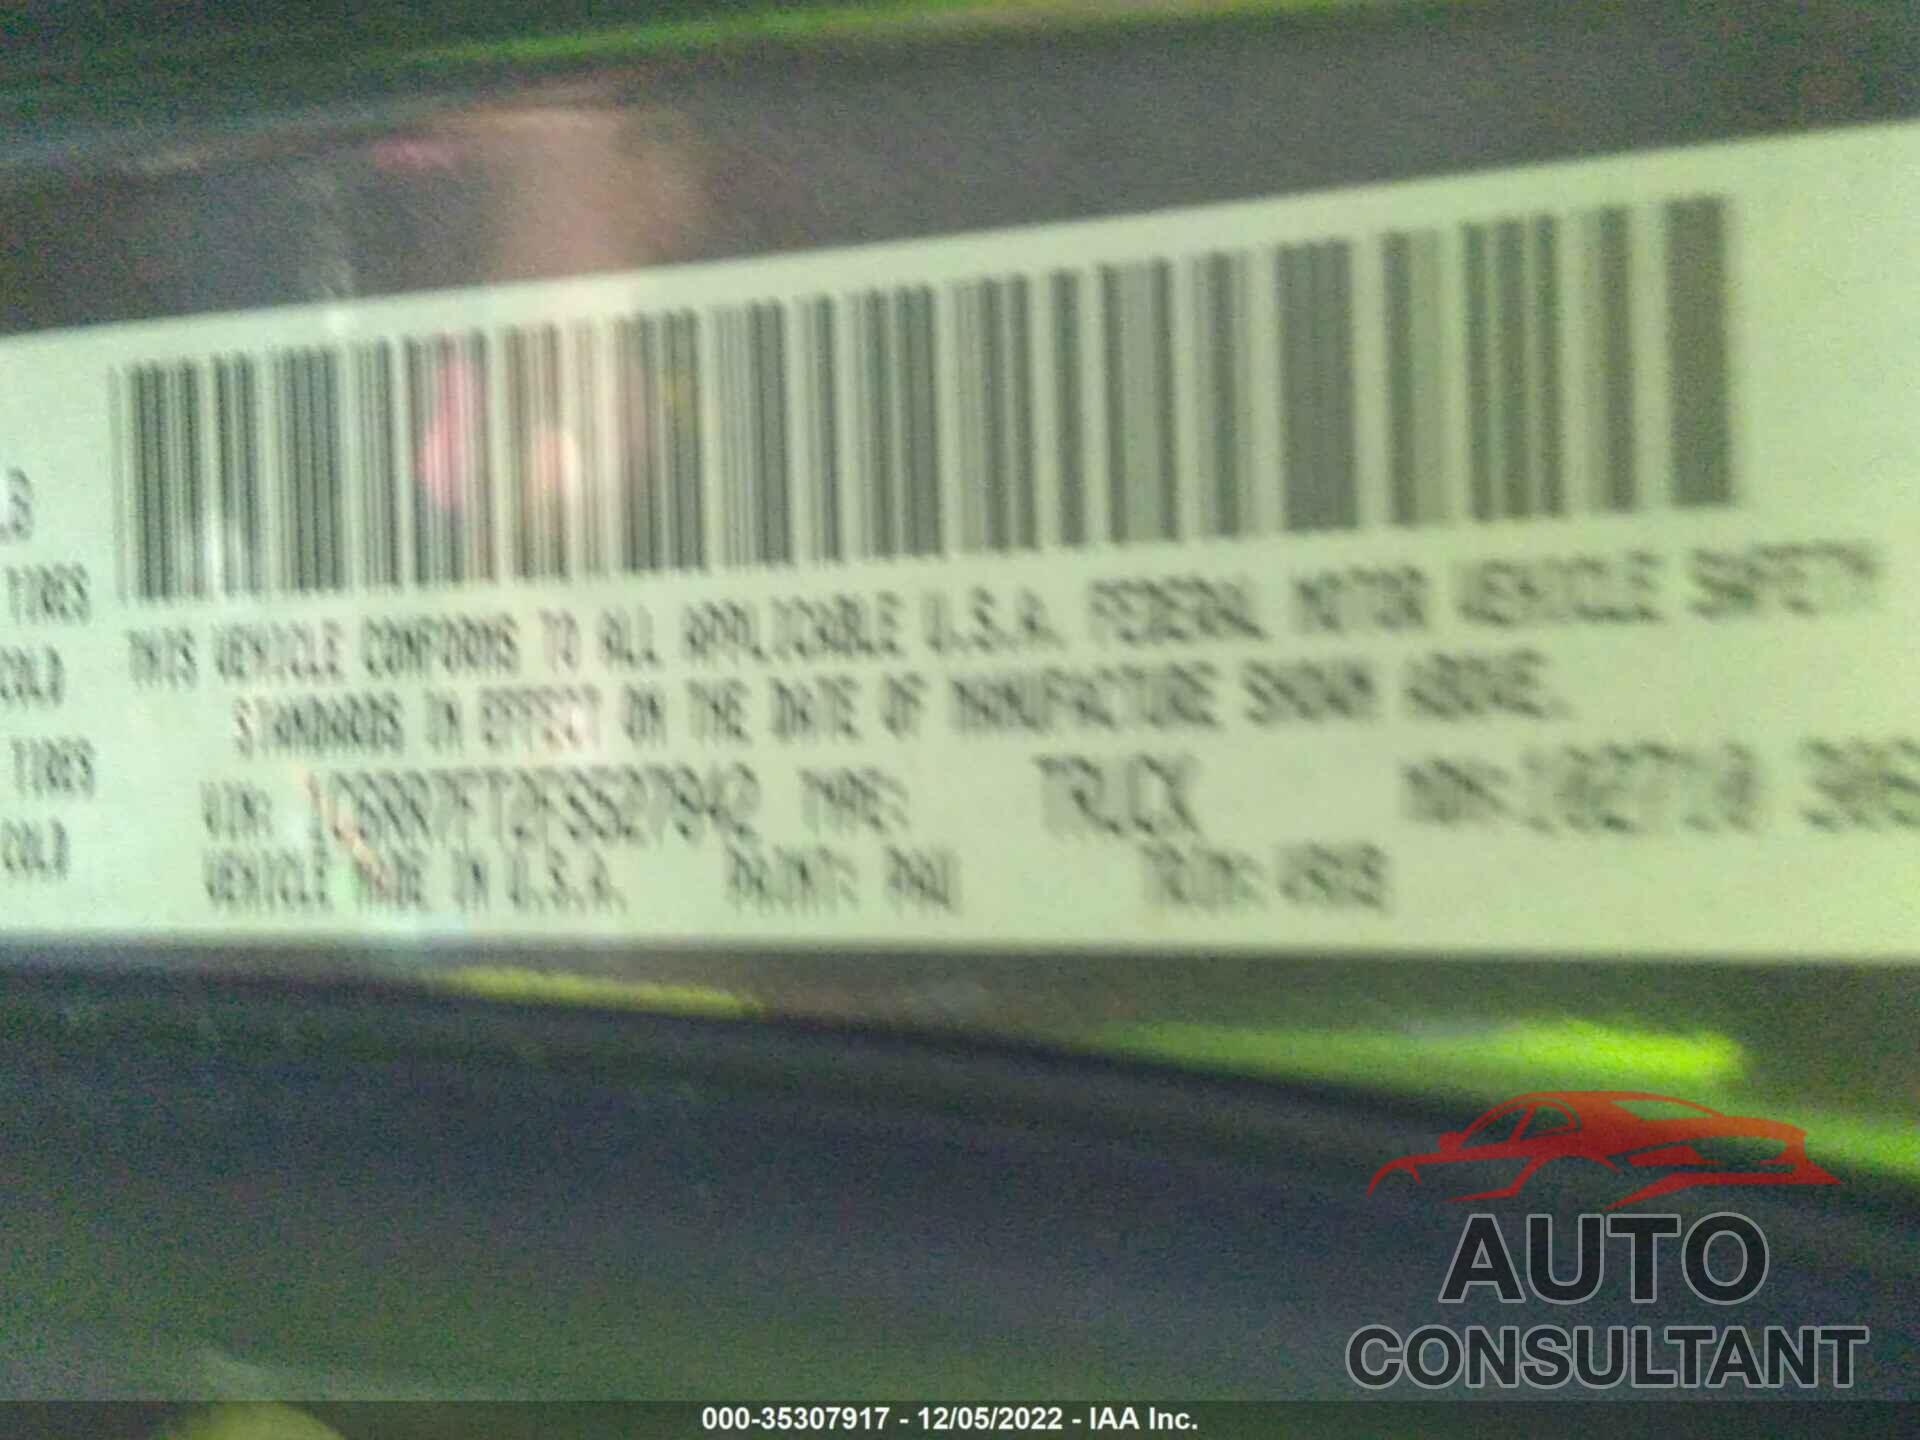 TIRES
COLD
TIRES
COLD
THIS VEHICLE CONFORMS TO ALL APPLICABLE U.S.A. FEDERAL MOTOR VEHICLE SAFETY
STANDARDS IN EFFECT ON THE DATE OF MANUFACTURE SHOWN ABOVE.
VIN: TYPE: TRUCK MDH:
VEHICLE MADE IN U.S.A. PAINT: TRIM:
AUTO
CONSULTANT
000-35307917 - 12/05/2022 - IAA Inc.